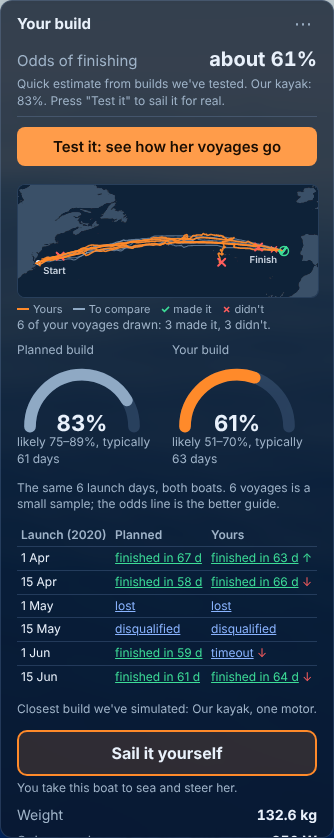 Your build
...
Odds of finishing about 61%
Quick estimate from builds we've tested. Our kayak:
83%. Press "Test it" to sail it for real.
Test it: see how her voyages go
Start
Finish
Yours To compare ✓ made it × didn't
6 of your voyages drawn: 3 made it, 3 didn't.
Planned build Your build
83% 61%
likely 75–89%, typically likely 51–70%, typically
61 days 63 days
The same 6 launch days, both boats. 6 voyages is a
small sample; the odds line is the better guide.
Launch (2020) Planned Yours
1 Apr finished in 67 d finished in 63 d ↑
15 Apr finished in 58 d finished in 66 d ↓
1 May lost lost
15 May disqualified disqualified
1 Jun finished in 59 d timeout ↓
15 Jun finished in 61 d finished in 64 d ↓
Closest build we've simulated: Our kayak, one motor.
Sail it yourself
You take this boat to sea and steer her.
Weight 132.6 kg